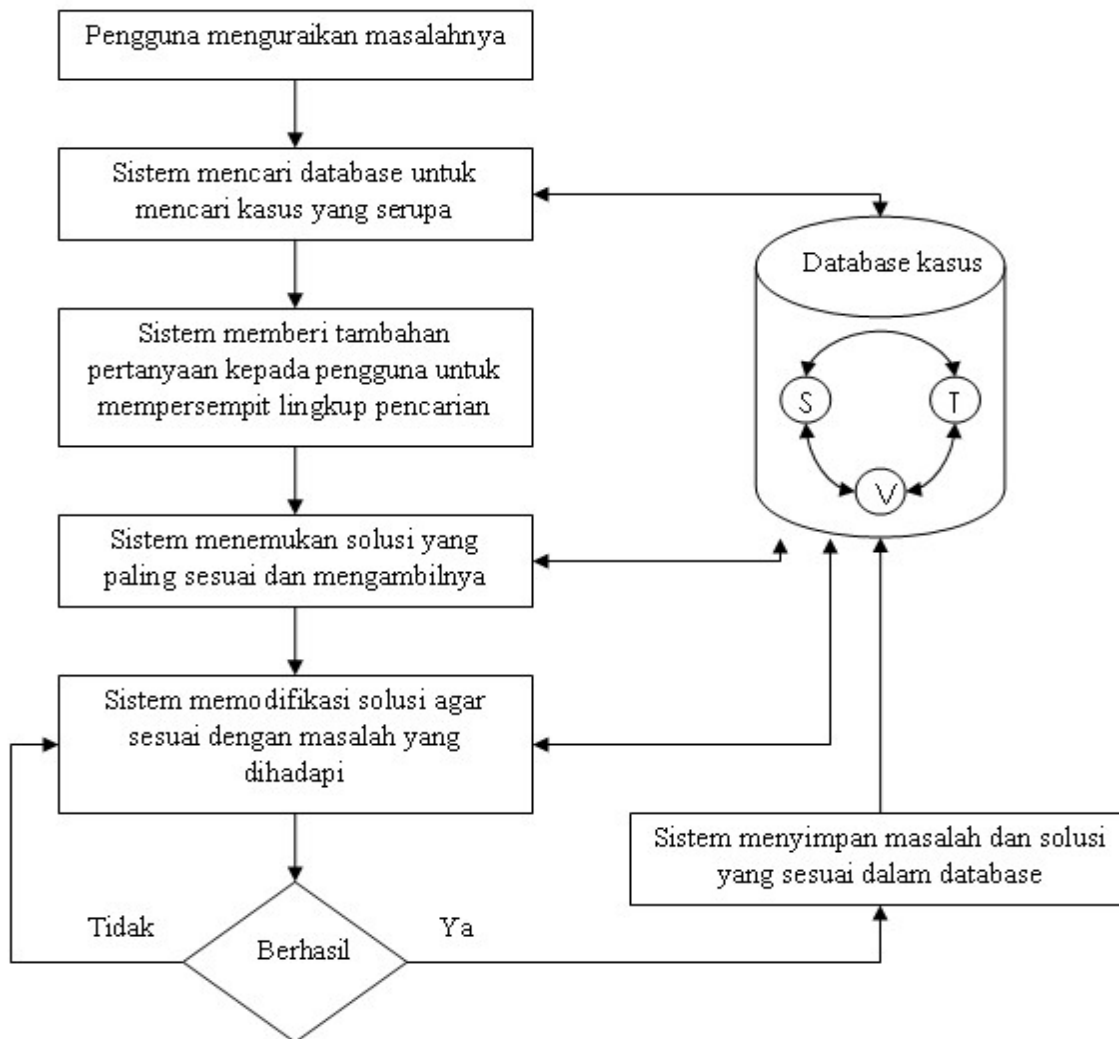 Pengguna menguraikan masalahnya
Sistem mencari database untuk
mencari kasus yang serupa
Database kasus
Sistem memberi tambahan
pertanyaan kepada pengguna untuk
mempersempit lingkup pencarian
S
T
V
Sistem menemukan solusi yang
paling sesuai dan mengambilnya
Sistem memodifikasi solusi agar
sesuai dengan masalah yang
dihadapi
Sistem menyimpan masalah dan solusi
yang sesuai dalam database
Tidak
Berhasil
Ya